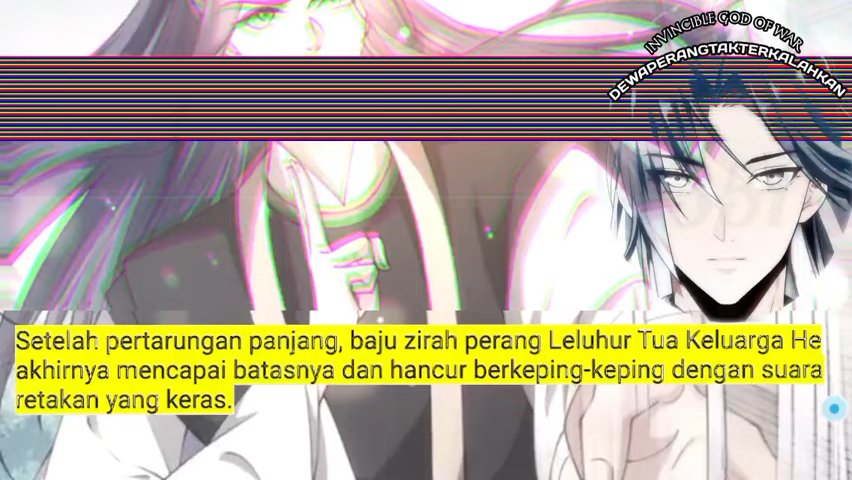 INVINCIBLE GOD OF WAR
DEWAPERANGTAKTERKALAHKAN
Setelah pertarungan panjang, baju zirah perang Leluhur Tua Keluarga He
akhirnya mencapai batasnya dan hancur berkeping-keping dengan suara
retakan yang keras.